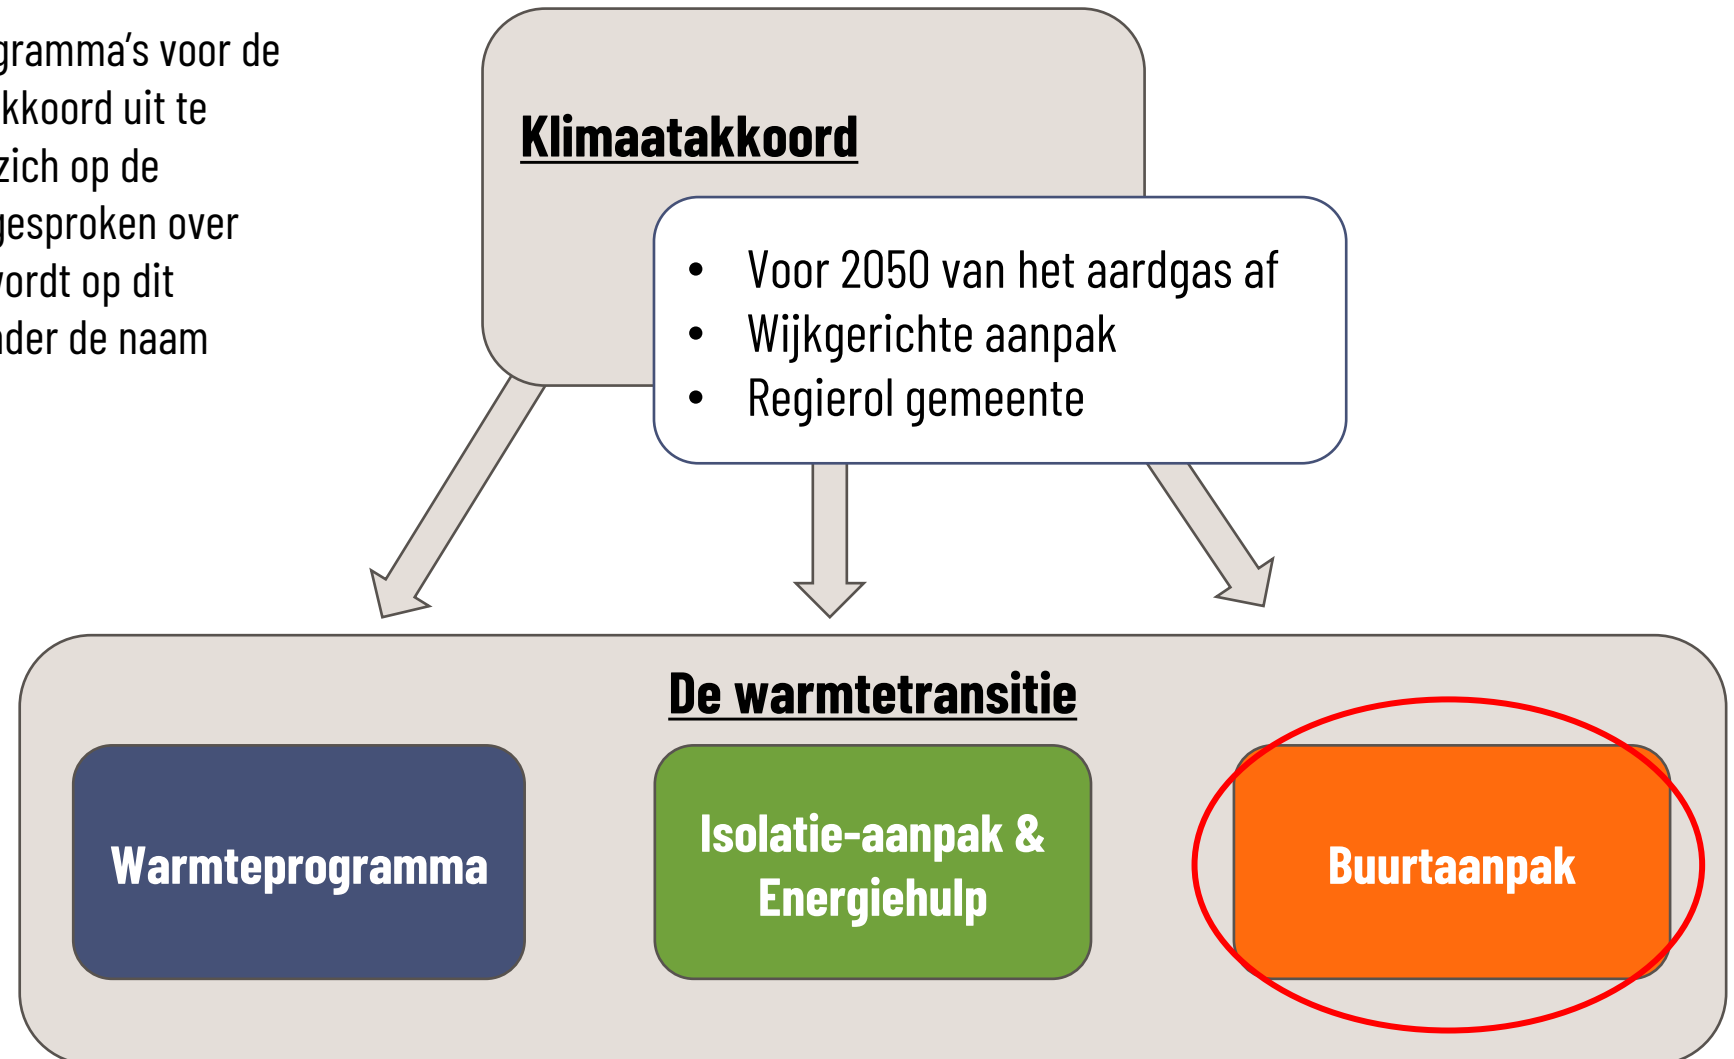 gramma’s voor de
kkoord uit te
zich op de
gesproken over
wordt op dit
nder de naam
Klimaatakkoord
• Voor 2050 van het aardgas af
• Wijkgerichte aanpak
• Regierol gemeente
De warmtetransitie
Warmteprogramma
Isolatie-aanpak &
Energiehulp
Buurtaanpak